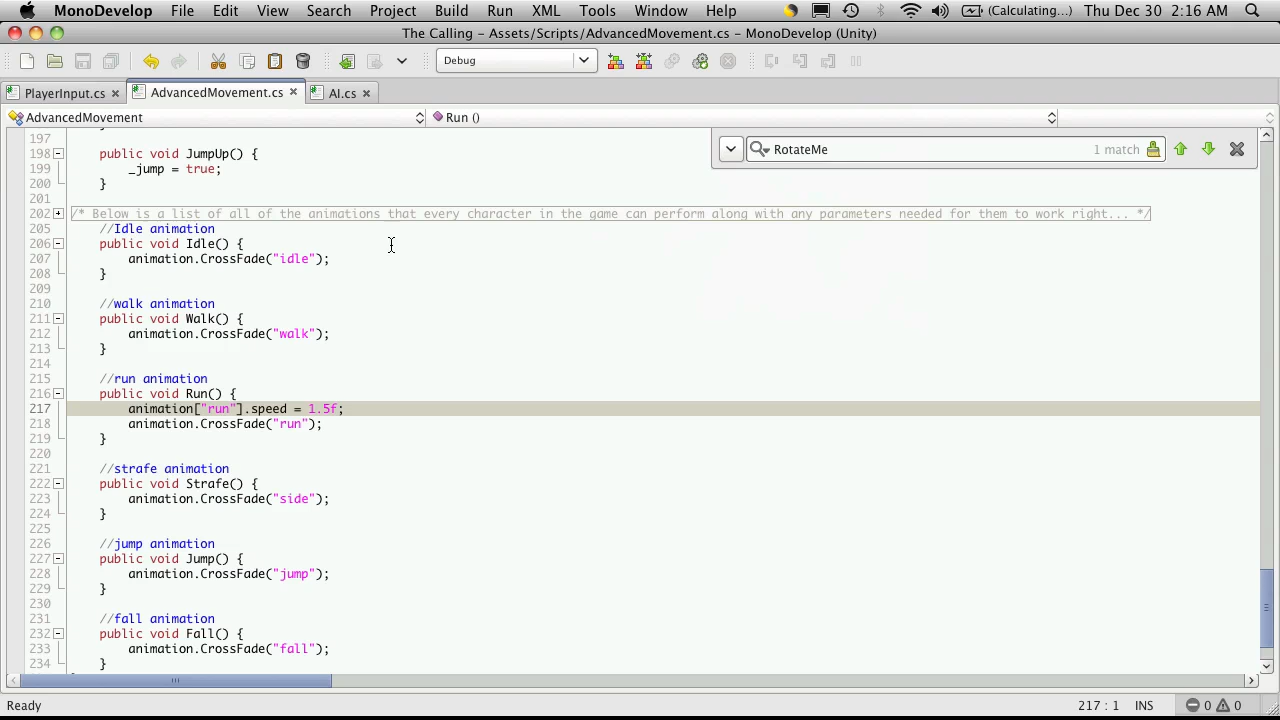 MonoDevelop File Edit View Search Project Build Run XML Tools Window Help (Calculating...) Thu Dec 30 2:16 AM
The Calling - Assets/Scripts/AdvancedMovement.cs - MonoDevelop (Unity)
Debug
PlayerInput.cs AdvancedMovement.cs AI.cs
AdvancedMovement Run ()
RotateMe 1 match
197
198 public void JumpUp() {
199 _jump = true;
200 }
201
202 /* Below is a list of all of the animations that every character in the game can perform along with any parameters needed for them to work right... */
205 //Idle animation
206 public void Idle() {
207 animation.CrossFade("idle");
208 }
209
210 //walk animation
211 public void Walk() {
212 animation.CrossFade("walk");
213 }
214
215 //run animation
216 public void Run() {
217 animation["run"].speed = 1.5f;
218 animation.CrossFade("run");
219 }
220
221 //strafe animation
222 public void Strafe() {
223 animation.CrossFade("side");
224 }
225
226 //jump animation
227 public void Jump() {
228 animation.CrossFade("jump");
229 }
230
231 //fall animation
232 public void Fall() {
233 animation.CrossFade("fall");
234 }
Ready 217 : 1 INS 0 0